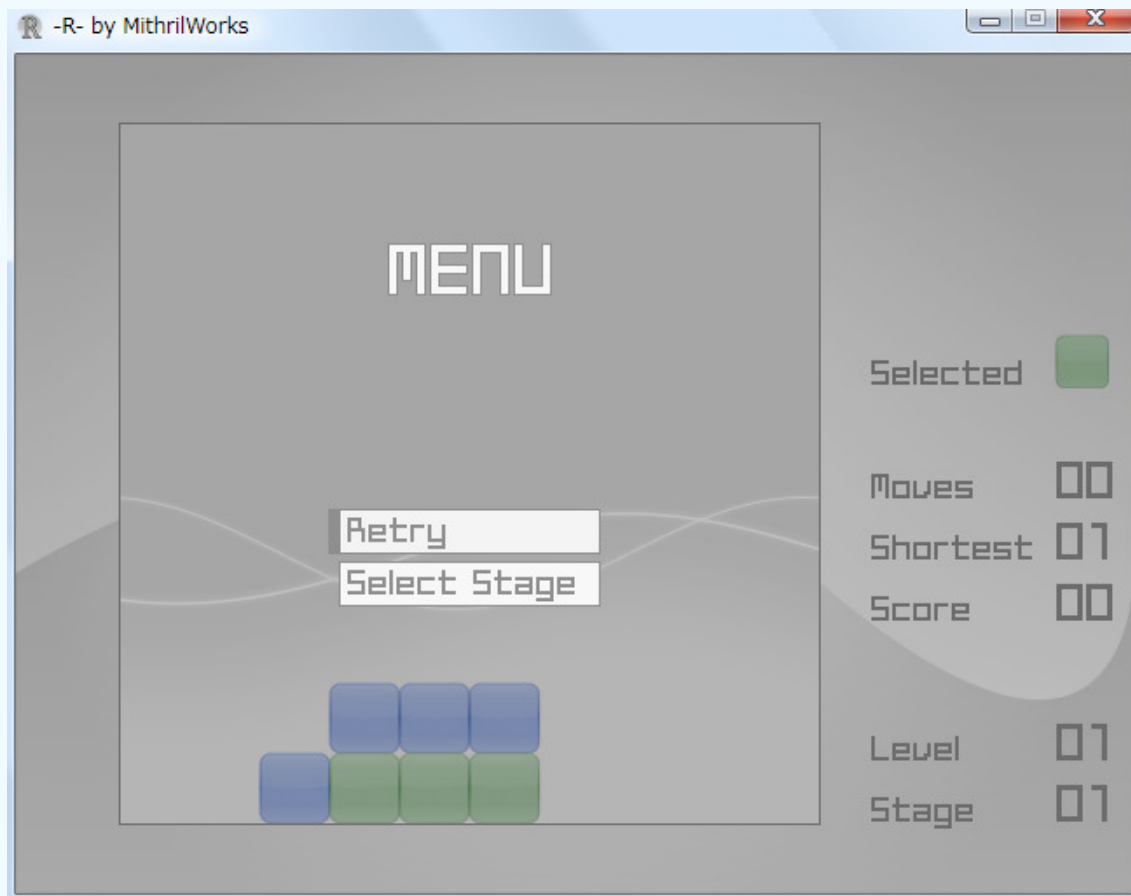 -R- by MithrilWorks
MENU
Selected
Moves 00
Shortest 01
Retry
Select Stage
Score 00
Level 01
Stage 01